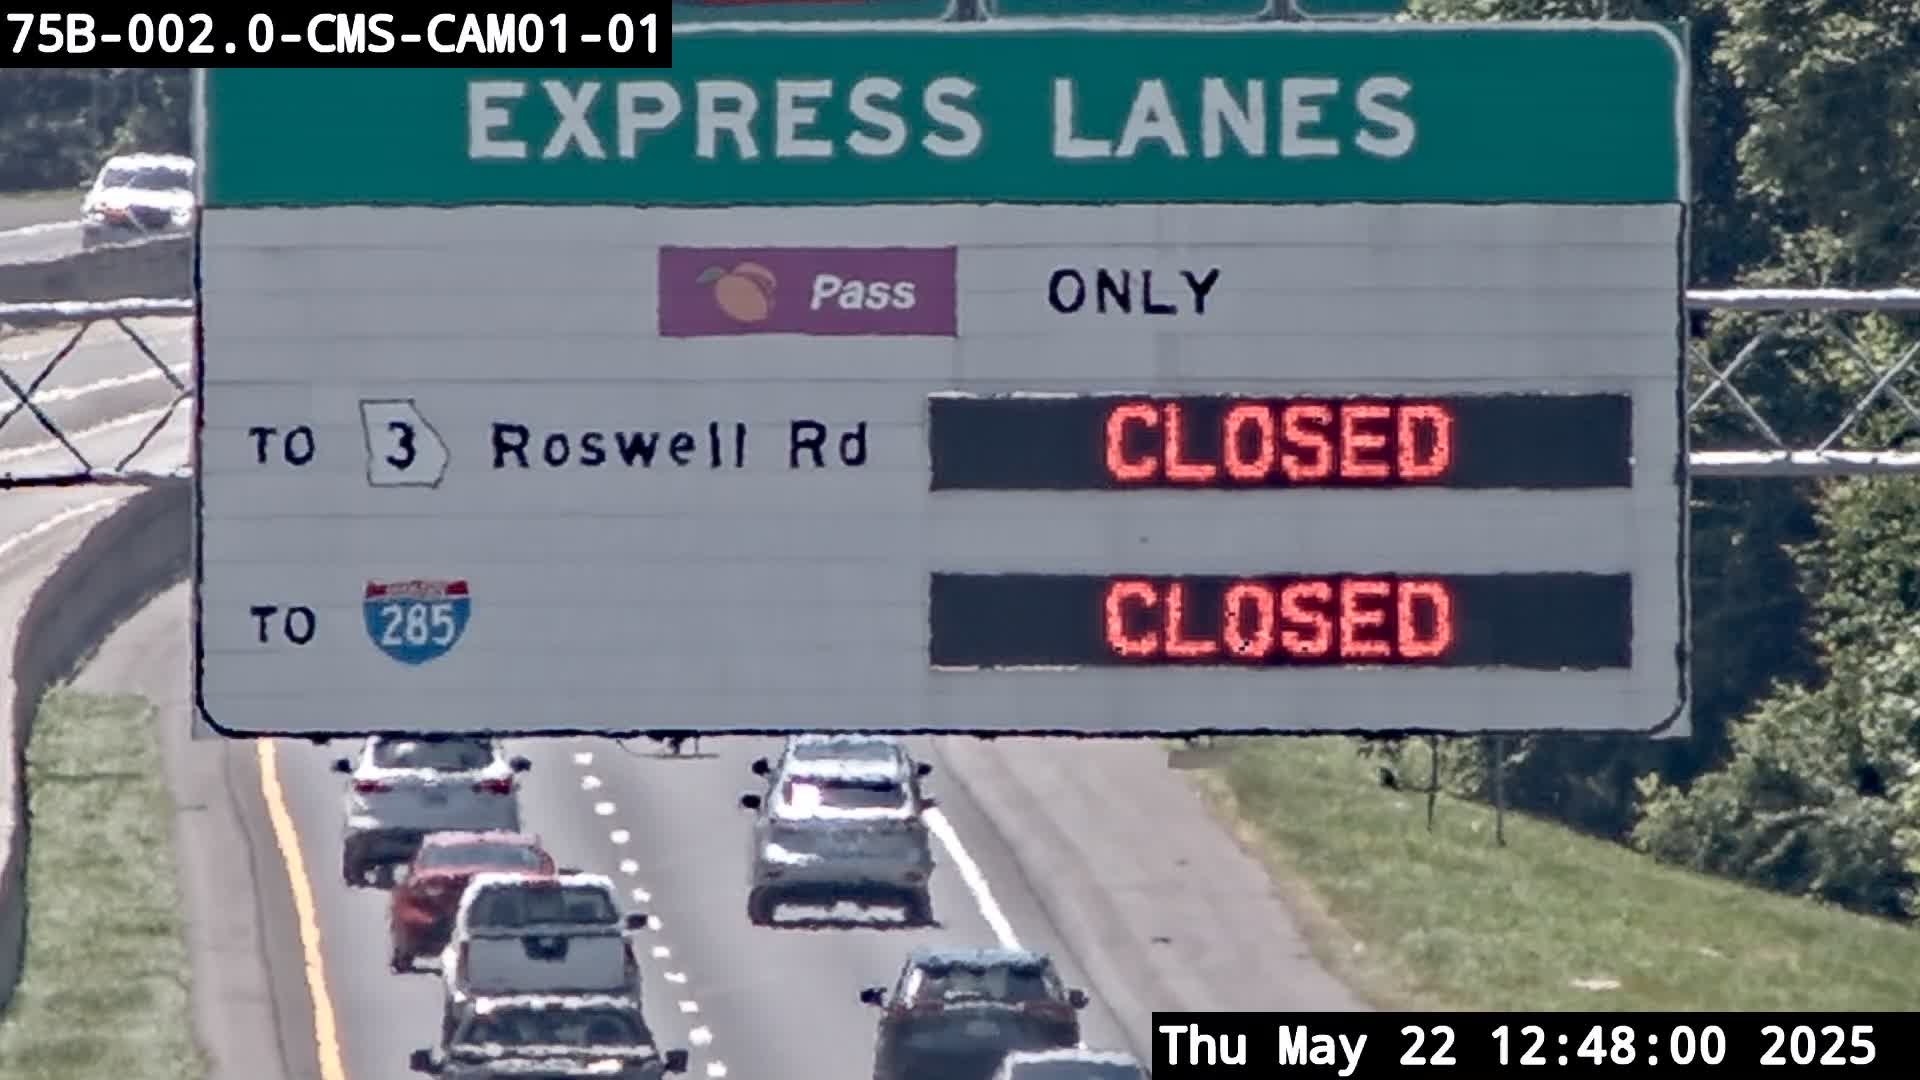 75B-002.0-CMS-CAM01-01
EXPRESS LANES
Pass ONLY
TO 3 Roswell Rd CLOSED
TO 285 CLOSED
Thu May 22 12:48:00 2025